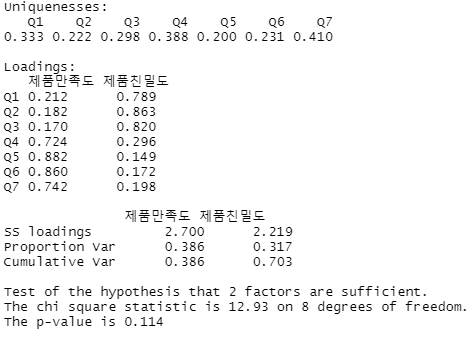 Uniquenesses:
Q1 Q2 Q3 Q4 Q5 Q6 Q7
0.333 0.222 0.298 0.388 0.200 0.231 0.410
Loadings:
제품만족도 제품친밀도
Q1 0.212 0.789
Q2 0.182 0.863
Q3 0.170 0.820
Q4 0.724 0.296
Q5 0.882 0.149
Q6 0.860 0.172
Q7 0.742 0.198
제품만족도 제품친밀도
SS loadings 2.700 2.219
Proportion Var 0.386 0.317
Cumulative Var 0.386 0.703
Test of the hypothesis that 2 factors are sufficient.
The chi square statistic is 12.93 on 8 degrees of freedom.
The p-value is 0.114